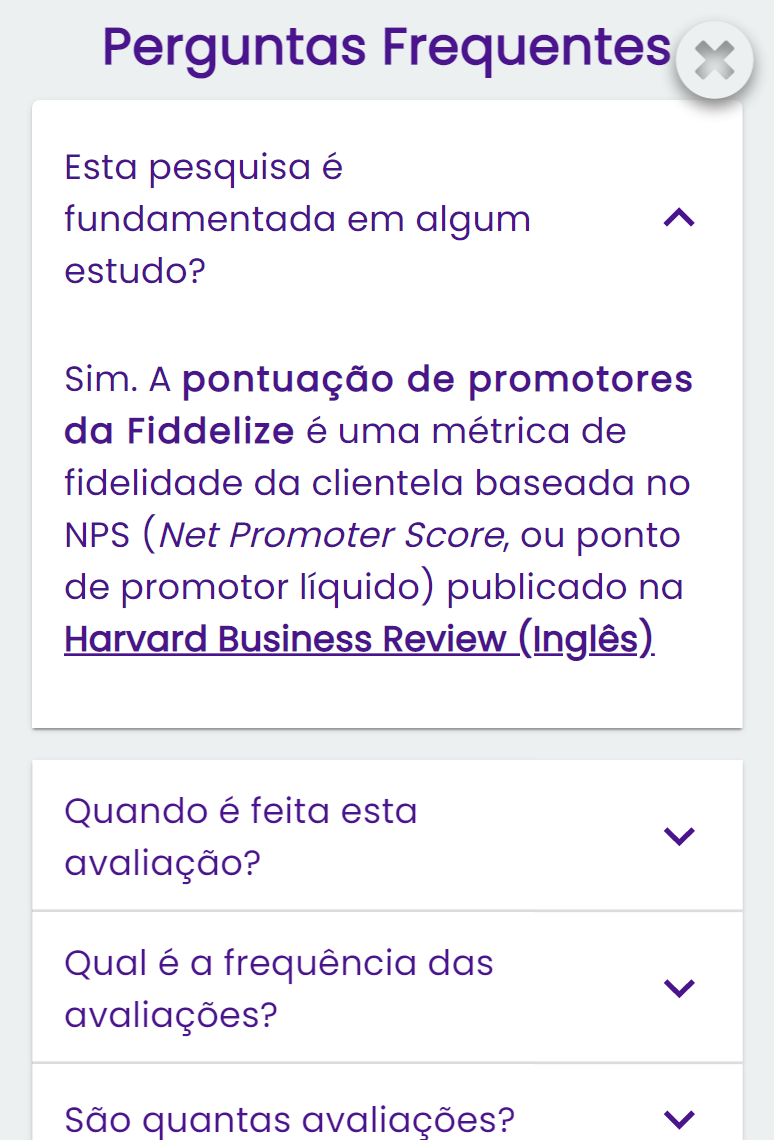 Perguntas Frequentes
Esta pesquisa é
fundamentada em algum
estudo?
Sim. A pontuação de promotores
da Fiddelize é uma métrica de
fidelidade da clientela baseada no
NPS (Net Promoter Score, ou ponto
de promotor líquido) publicado na
Harvard Business Review (Inglês)
Quando é feita esta
avaliação?
Qual é a frequência das
avaliações?
São quantas avaliações?